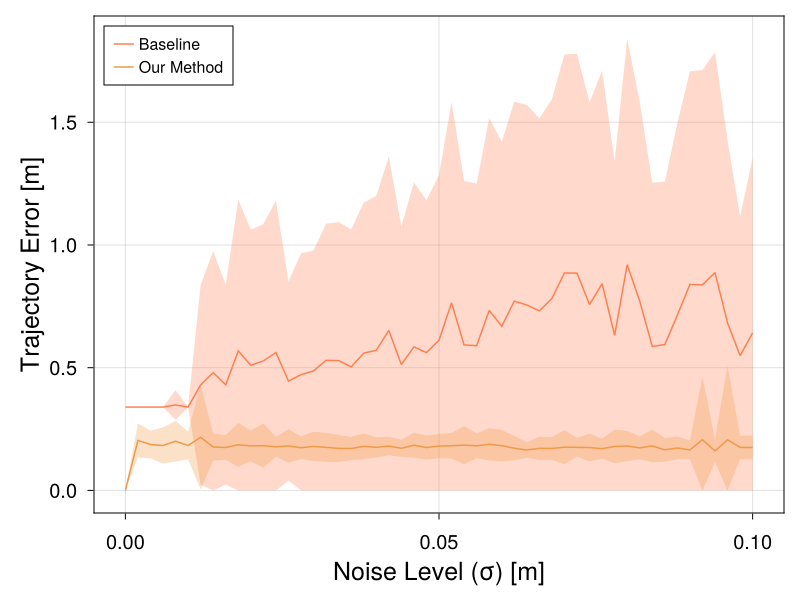 Baseline
Our Method
Trajectory Error [m]
1.5
1.0
0.5
0.0
0.00
0.05
0.10
Noise Level (σ) [m]